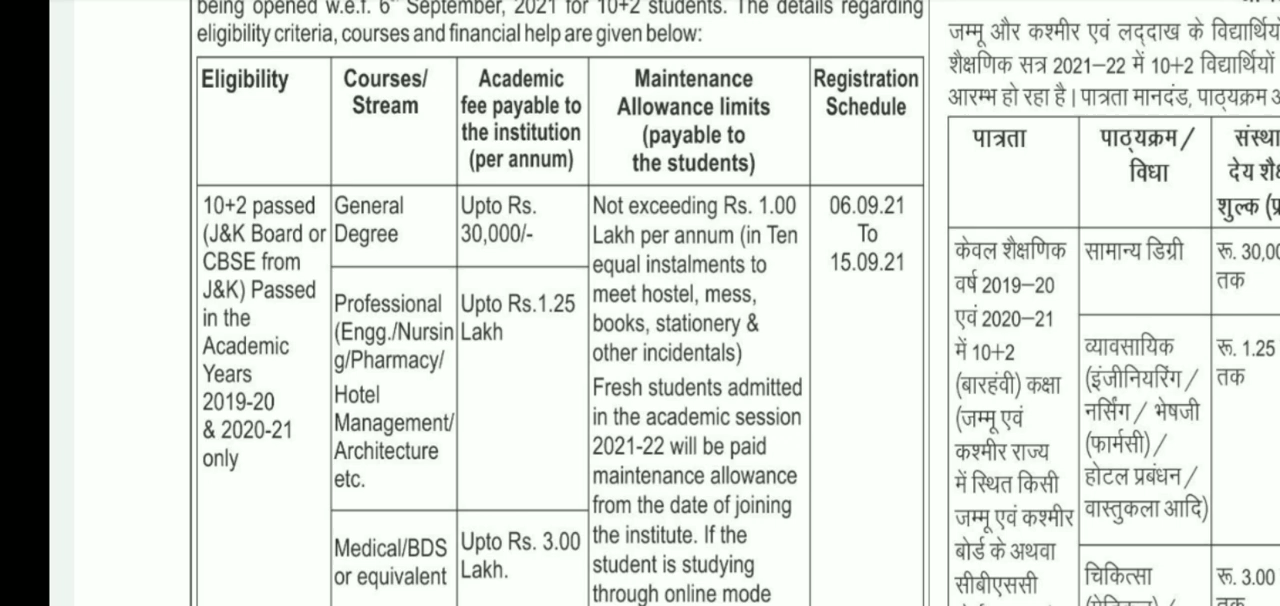 being opened w.e.f. 6th September, 2021 for 10+2 students. The details regarding
eligibility criteria, courses and financial help are given below:
Eligibility
Courses/
Stream
Academic
fee payable to
the institution
(per annum)
Maintenance
Allowance limits
(payable to
the students)
Registration
Schedule
10+2 passed
(J&K Board or
CBSE from
J&K) Passed
in the
Academic
Years
2019-20
& 2020-21
only
General
Degree
Upto Rs.
30,000/-
Professional
(Engg./Nursin
g/Pharmacy/
Hotel
Management/
Architecture
etc.
Upto Rs.1.25
Lakh
Medical/BDS
or equivalent
Upto Rs. 3.00
Lakh.
Not exceeding Rs. 1.00
Lakh per annum (in Ten
equal instalments to
meet hostel, mess,
books, stationery &
other incidentals)
Fresh students admitted
in the academic session
2021-22 will be paid
maintenance allowance
from the date of joining
the institute. If the
student is studying
through online mode
06.09.21
To
15.09.21
जम्मू और कश्मीर एवं लद्दाख के विद्यार्थियों
शैक्षणिक सत्र 2021–22 में 10+2 विद्यार्थियों
आरम्भ हो रहा है। पात्रता मानदंड, पाठ्यक्रम
पात्रता
पाठ्यक्रम /
विधा
संस्था
देय
शुल्क
केवल शैक्षणिक
वर्ष 2019–20
एवं 2020–21
में 10+2
(बारहंवी) कक्षा
(जम्मू एवं
कश्मीर राज्य
में स्थित किसी
जम्मू एवं कश्मीर
बोर्ड के अथवा
सीबीएससी
सामान्य डिग्री
रू. 30,00
तक
व्यावसायिक
(इंजीनियरिंग /
नर्सिंग / भेषजी
(फार्मसी) /
होटल प्रबंधन /
वास्तुकला आदि)
रू. 1.25
तक
चिकित्सा
रू. 3.00